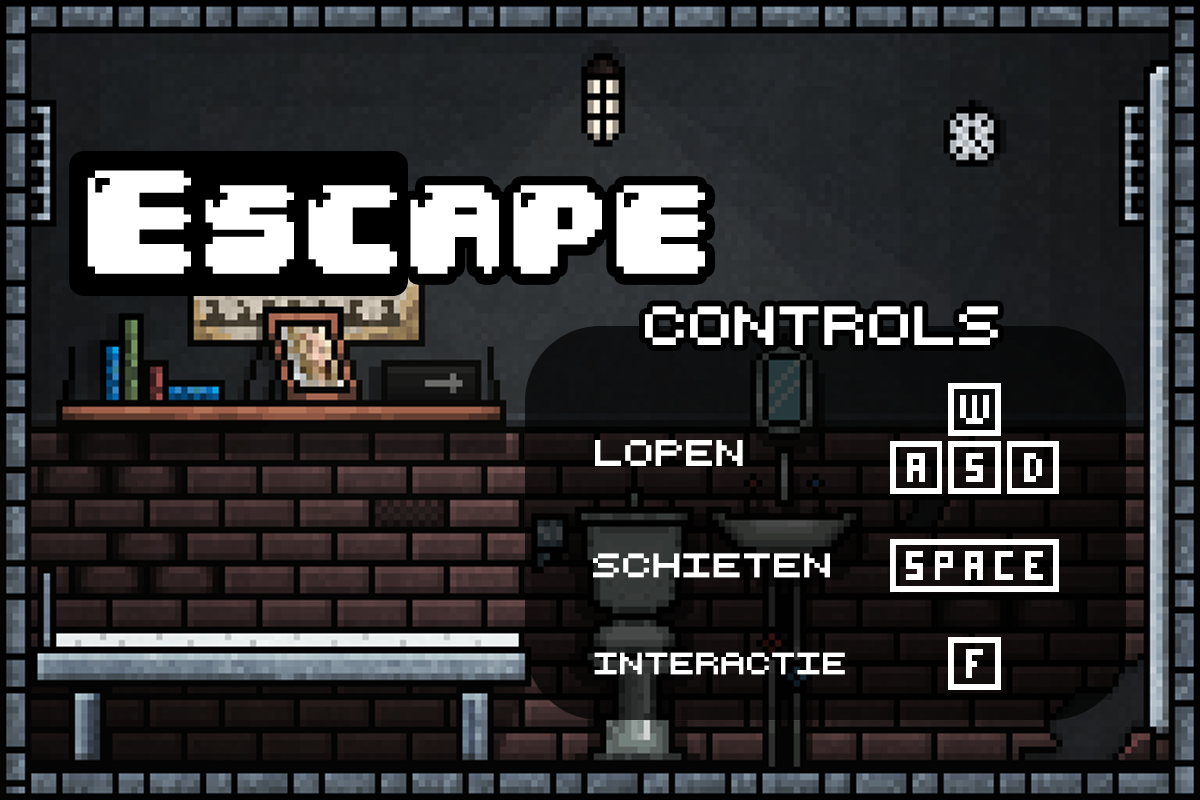 Escape
CONTROLS
W
LOPEN A S D
SCHIETEN SPACE
INTERACTIE F